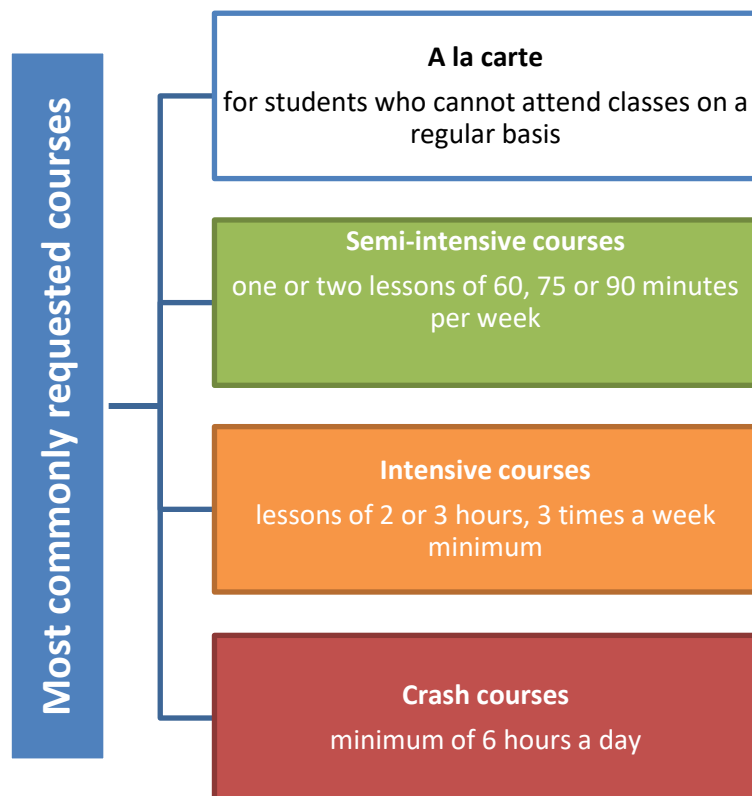 Most commonly requested courses
A la carte
for students who cannot attend classes on a
regular basis
Semi-intensive courses
one or two lessons of 60, 75 or 90 minutes
per week
Intensive courses
lessons of 2 or 3 hours, 3 times a week
minimum
Crash courses
minimum of 6 hours a day